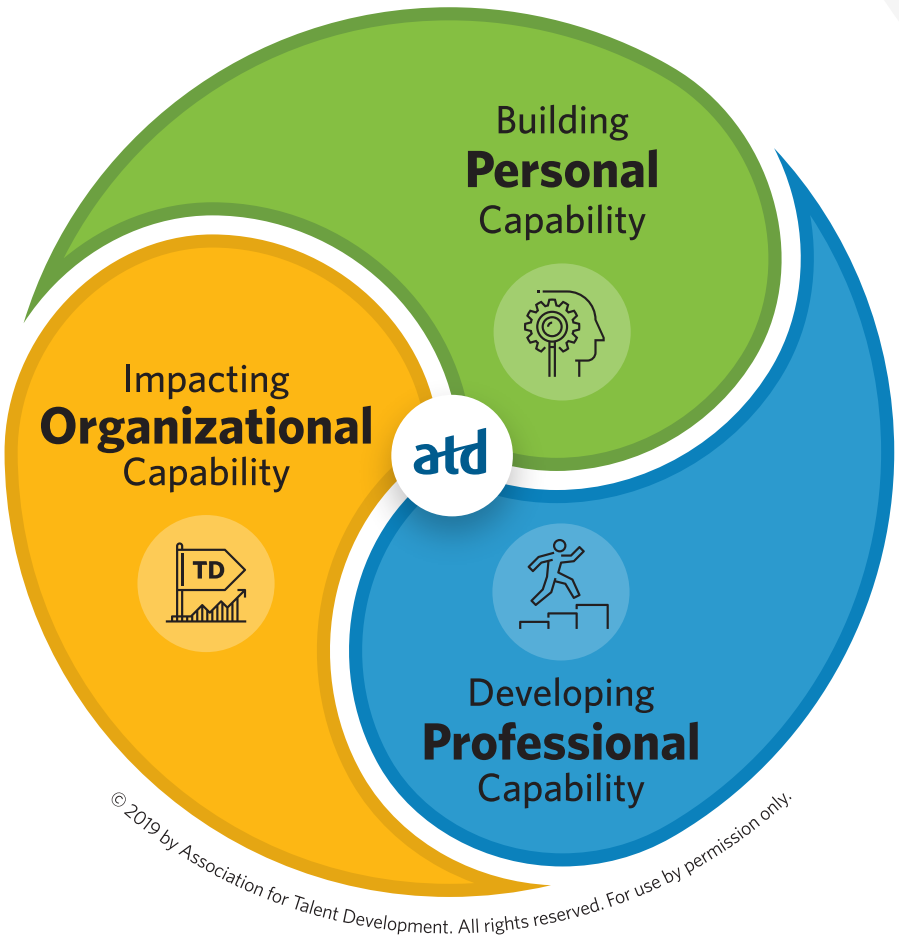 Building
Personal
Capability
Impacting
Organizational
Capability
TD
atd
Developing
Professional
Capability
© 2019 by Association for Talent Development. All rights reserved. For use by permission only.